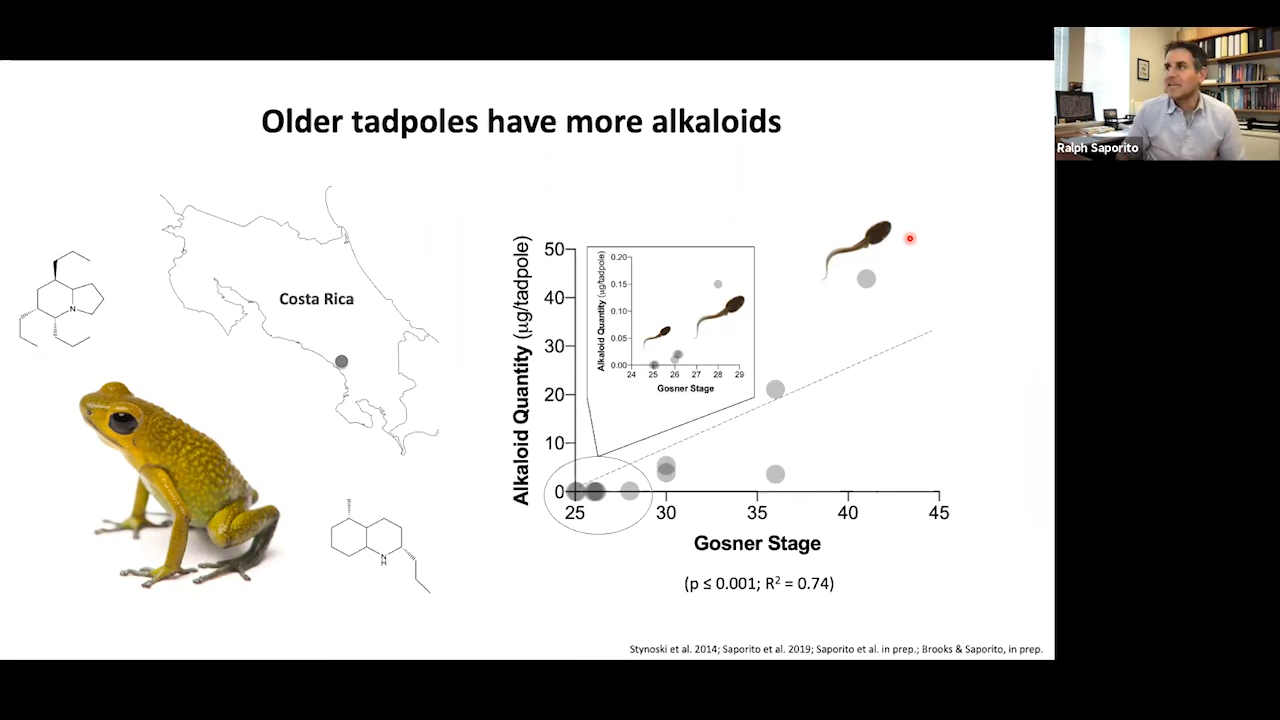 Older tadpoles have more alkaloids
Ralph Saporito
Costa Rica
N
N
H
Alkaloid Quantity (µg/tadpole)
50
40
30
20
10
0
25
30
35
40
45
Gosner Stage
Alkaloid Quantity (µg/tadpole)
0.20
0.15
0.10
0.05
0.00
24
25
26
27
28
29
Gosner Stage
(p ≤ 0.001; R² = 0.74)
Stynoski et al. 2014; Saporito et al. 2019; Saporito et al. in prep.; Brooks & Saporito, in prep.